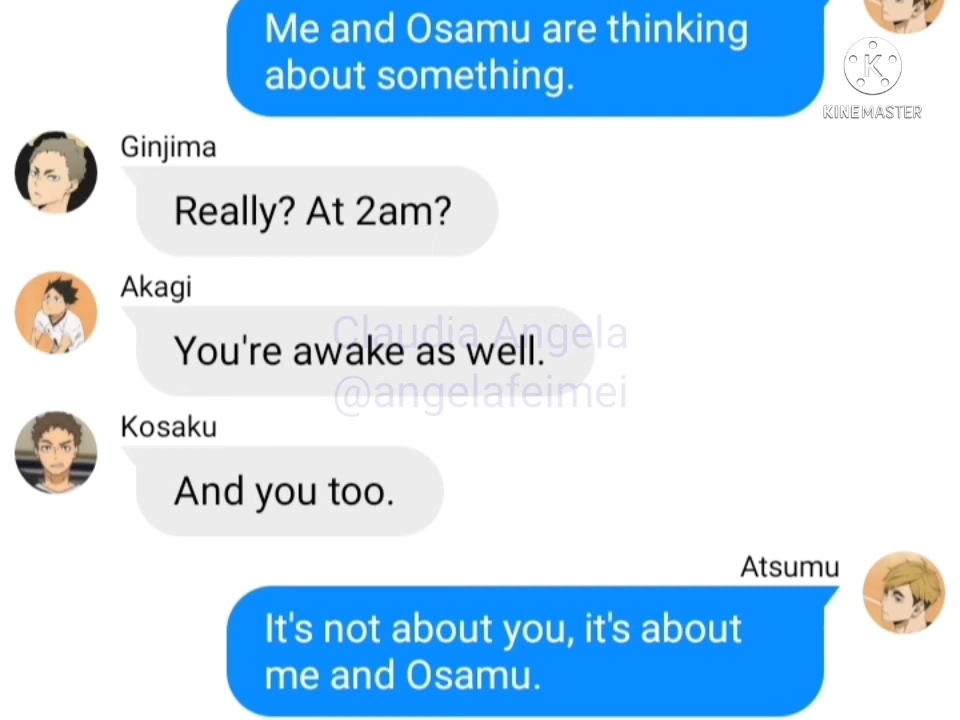 Me and Osamu are thinking
about something.
K
KINEMASTER
Ginjima
Really? At 2am?
Akagi
You're awake as well.
Claudia Angela
@angelafeimei
Kosaku
And you too.
Atsumu
It's not about you, it's about
me and Osamu.